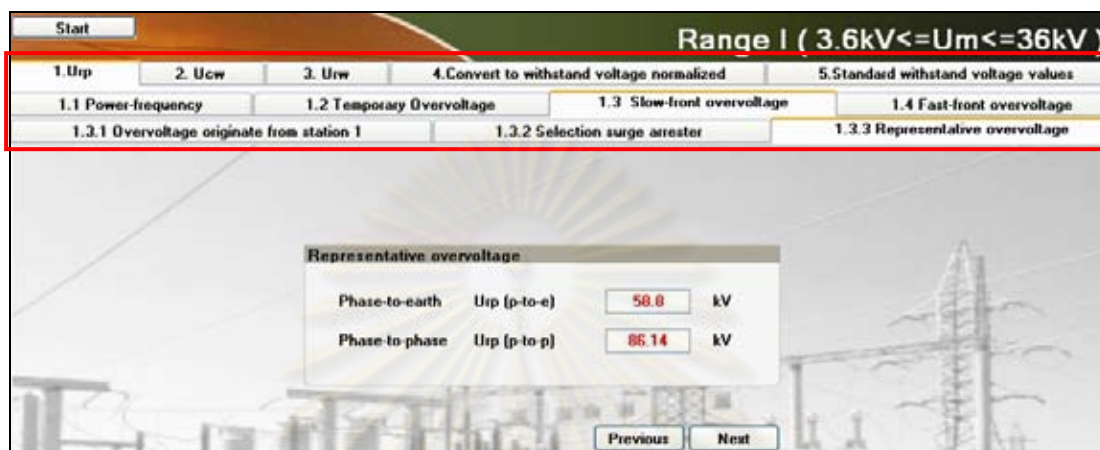 Start
Range I ( 3.6kV<=Um<=36kV )
1.Urp 2. Ucw 3. Urw 4.Convert to withstand voltage normalized 5.Standard withstand voltage values
1.1 Power-frequency 1.2 Temporary Overvoltage 1.3 Slow-front overvoltage 1.4 Fast-front overvoltage
1.3.1 Overvoltage originate from station 1 1.3.2 Selection surge arrester 1.3.3 Representative overvoltage
Representative overvoltage
Phase-to-earth Urp (p-to-e) 58.8 kV
Phase-to-phase Urp (p-to-p) 86.14 kV
Previous Next